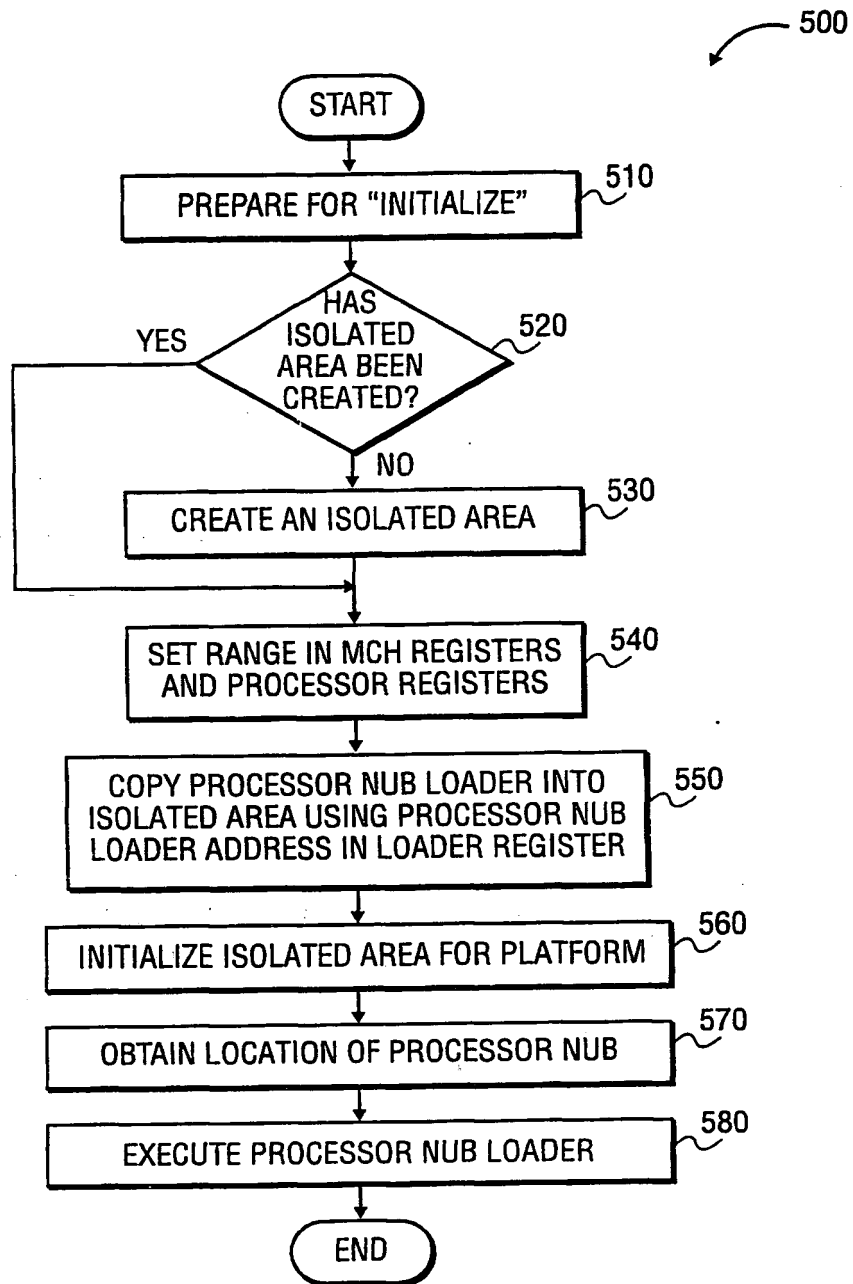 500
START
PREPARE FOR “INITIALIZE”
510
HAS
ISOLATED
AREA BEEN
CREATED?
520
YES
NO
CREATE AN ISOLATED AREA
530
SET RANGE IN MCH REGISTERS
AND PROCESSOR REGISTERS
540
COPY PROCESSOR NUB LOADER INTO
ISOLATED AREA USING PROCESSOR NUB
LOADER ADDRESS IN LOADER REGISTER
550
INITIALIZE ISOLATED AREA FOR PLATFORM
560
OBTAIN LOCATION OF PROCESSOR NUB
570
EXECUTE PROCESSOR NUB LOADER
580
END